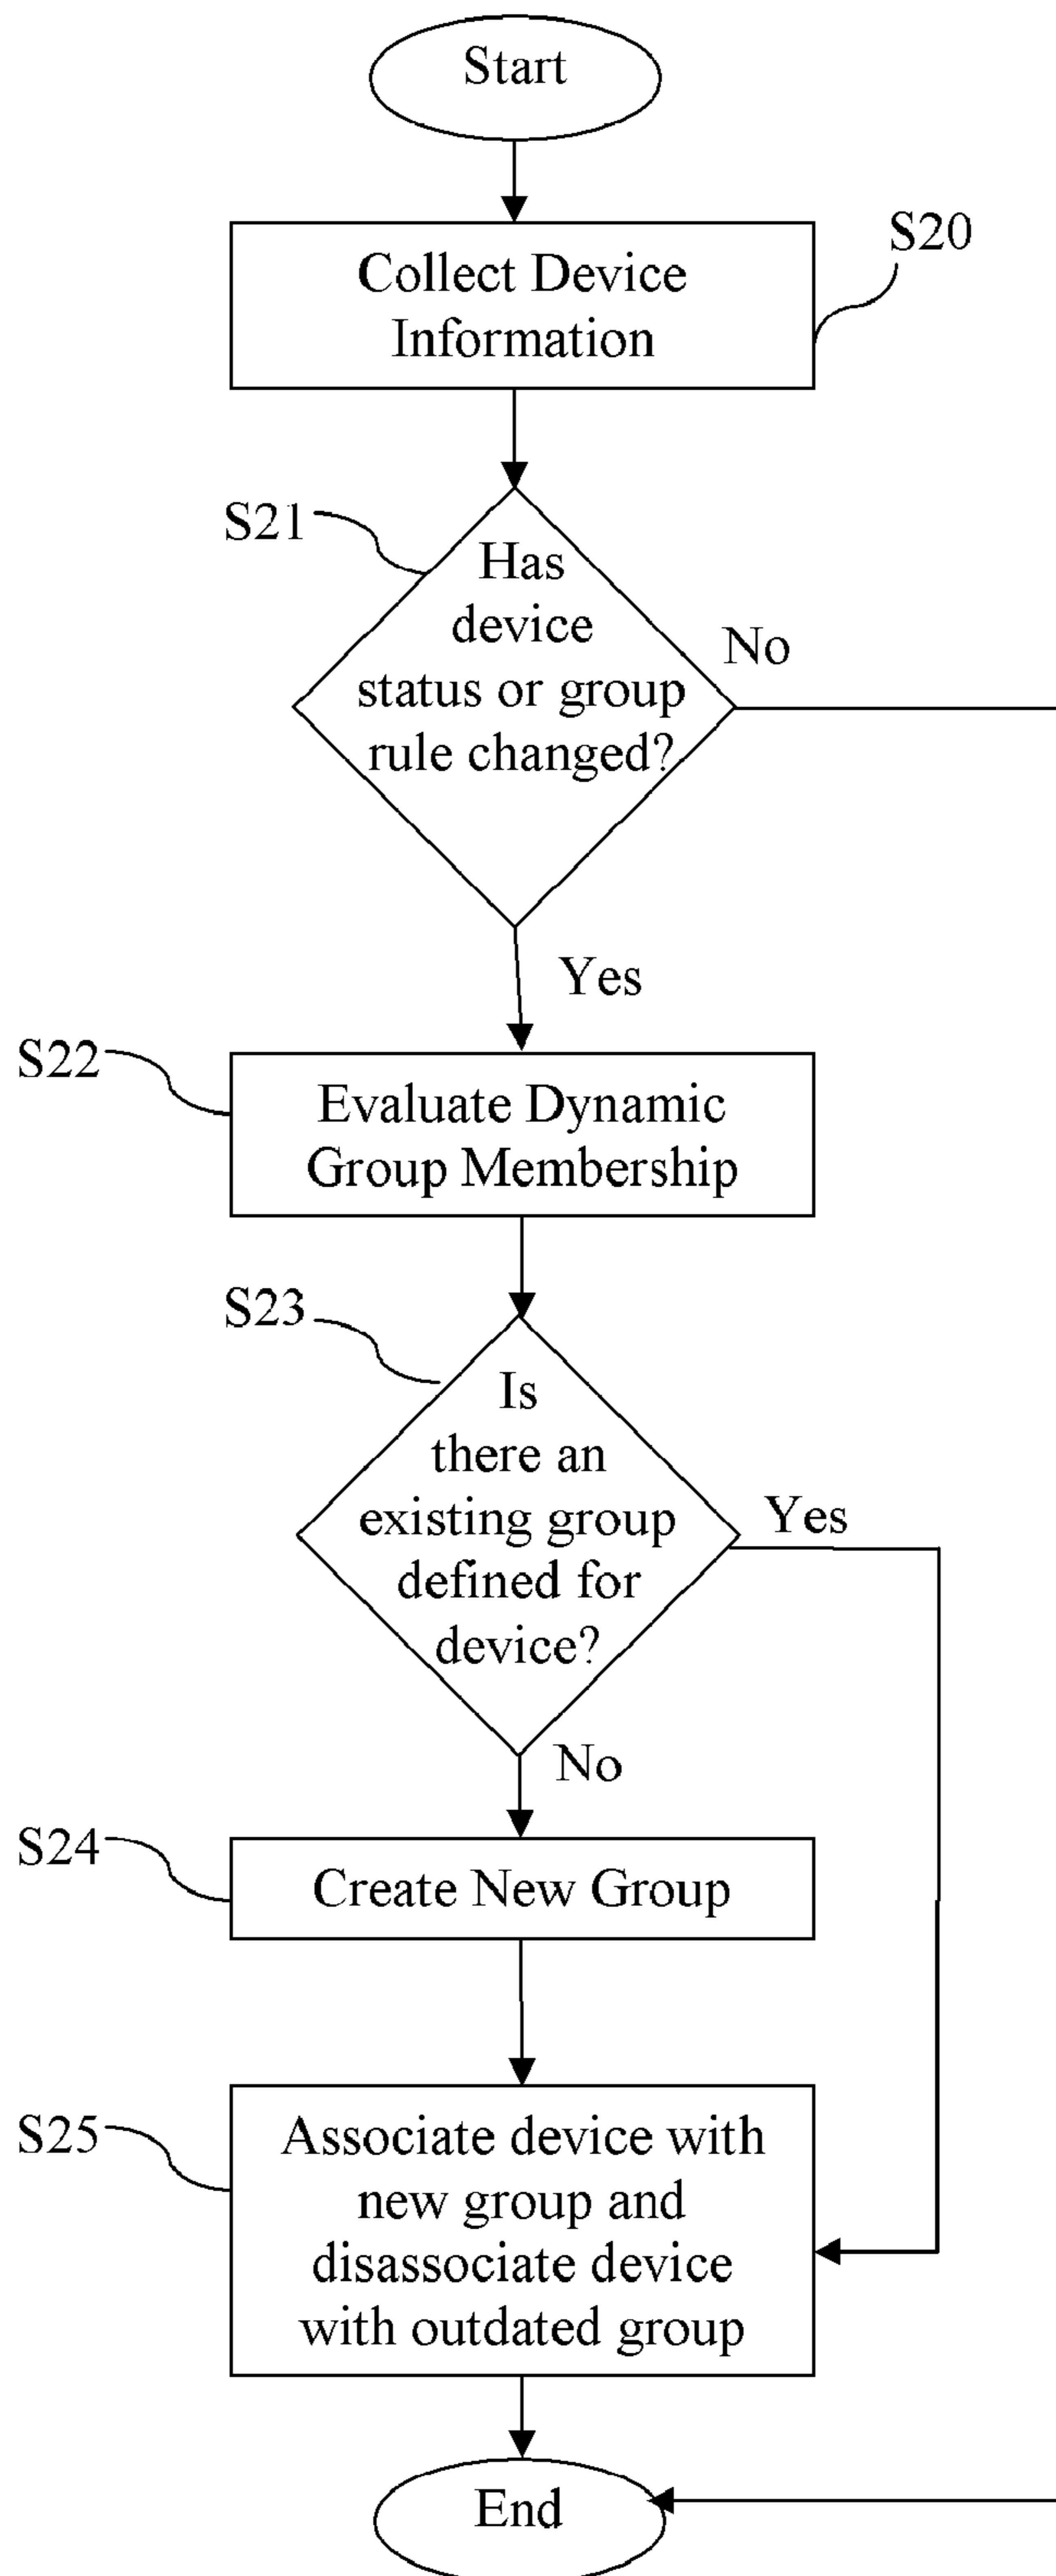 Start
Collect Device
Information
S20
S21
Has
device
status or group
rule changed?
No
Yes
S22
Evaluate Dynamic
Group Membership
S23
Is
there an
existing group
defined for
device?
Yes
No
S24
Create New Group
S25
Associate device with
new group and
disassociate device
with outdated group
End